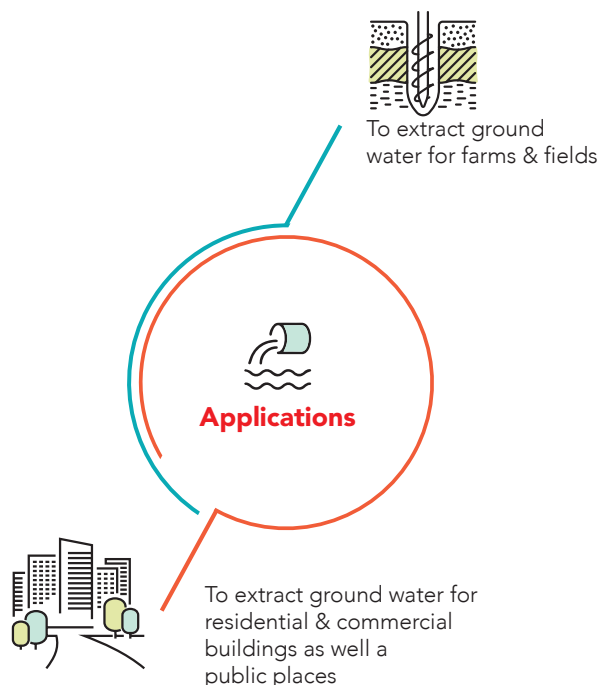 To extract ground
water for farms & fields
Applications
To extract ground water for
residential & commercial
buildings as well a
public places